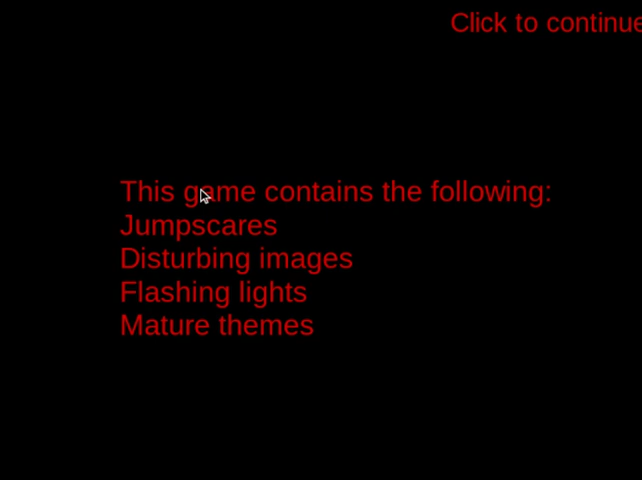 Click to continue
This game contains the following:
Jumpscares
Disturbing images
Flashing lights
Mature themes